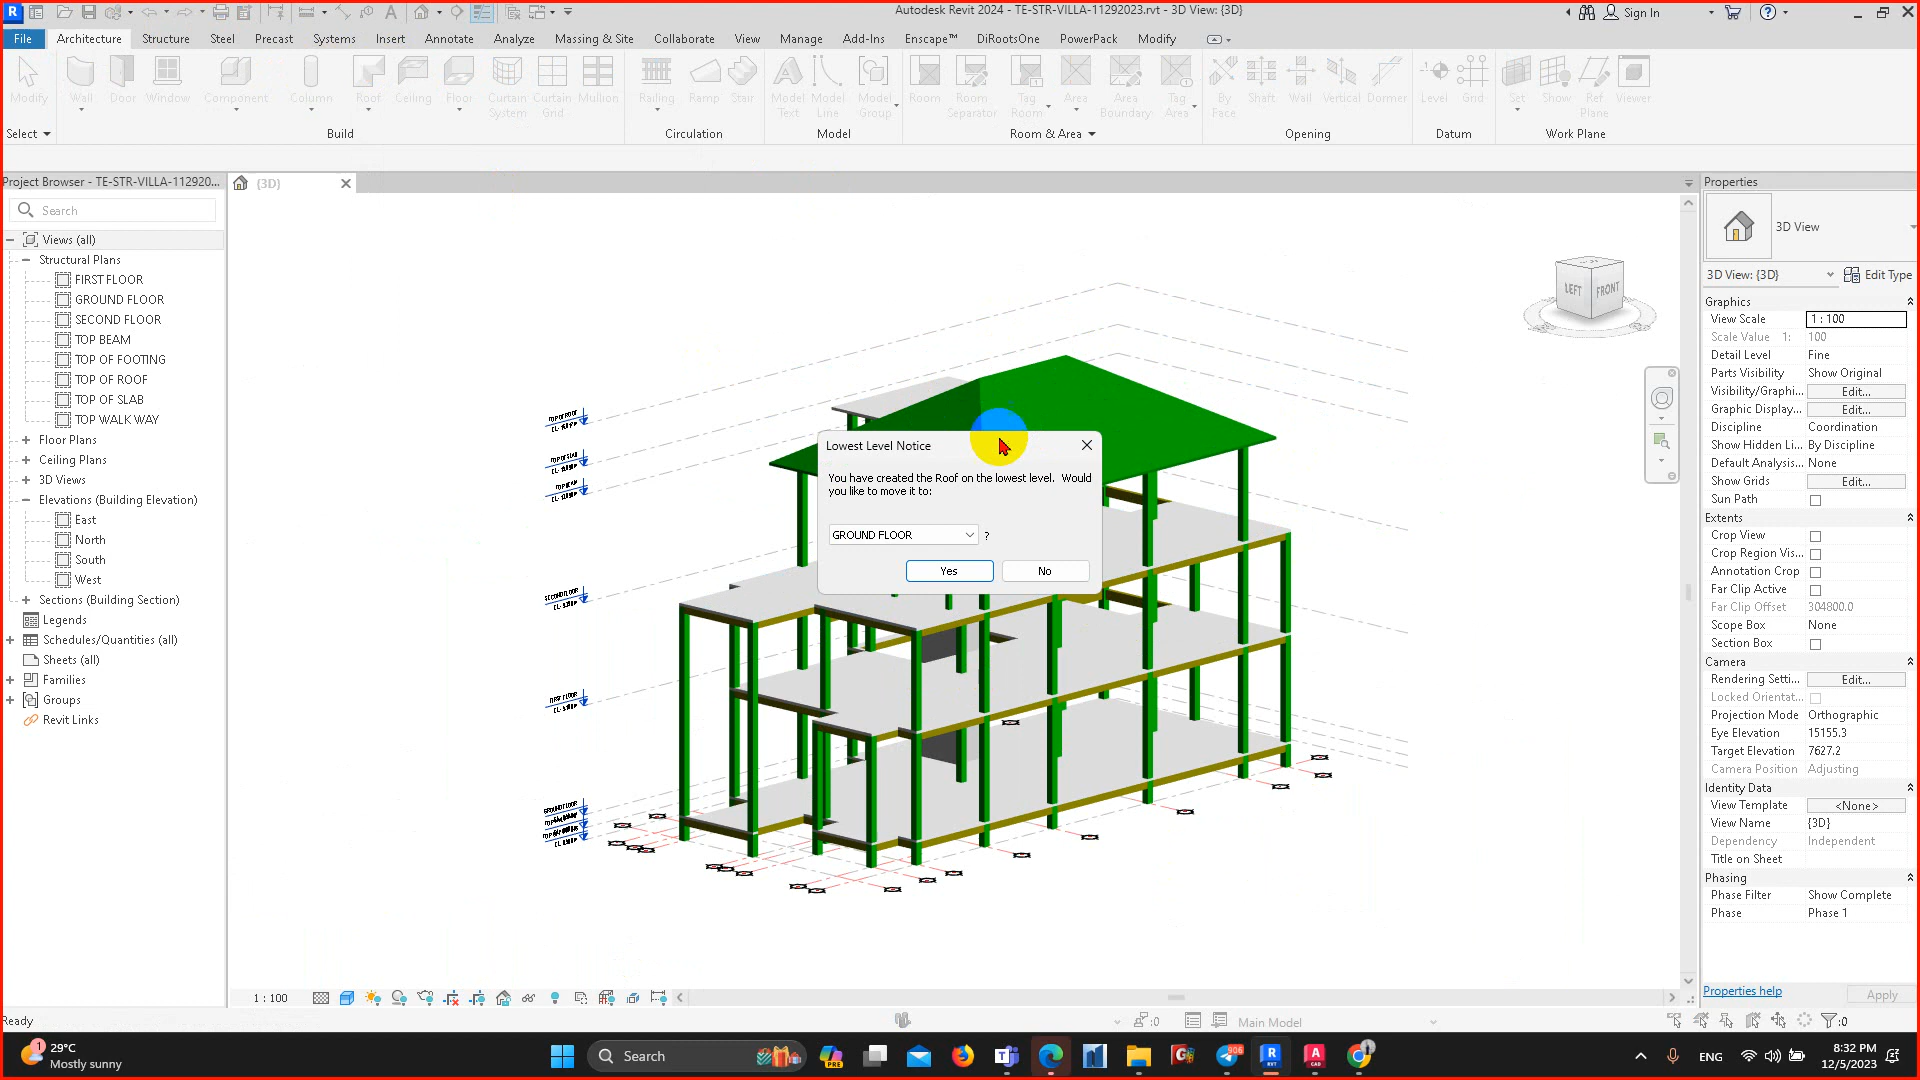 Autodesk Revit 2024 - TE-STR-VILLA-11292023.rvt - 3D View: {3D}
Sign In
File Architecture Structure Steel Precast Systems Insert Annotate Analyze Massing & Site Collaborate View Manage Add-Ins Enscape™ DiRootsOne PowerPack Modify
Modify Wall Door Window Component Column Roof Ceiling Floor Curtain System Curtain Grid Mullion Railing Ramp Stair Model Text Model Line Model Group Room Room Separator Tag Room Area Area Boundary Tag Area By Face Shaft Wall Vertical Dormer Level Grid Set Show Ref Plane Viewer
Select Build Circulation Model Room & Area Opening Datum Work Plane
Project Browser - TE-STR-VILLA-112920...
{3D}
Properties
Search
3D View
Views (all)
Structural Plans
FIRST FLOOR
GROUND FLOOR
SECOND FLOOR
TOP BEAM
TOP OF FOOTING
TOP OF ROOF
TOP OF SLAB
TOP WALK WAY
Floor Plans
Ceiling Plans
3D Views
Elevations (Building Elevation)
East
North
South
West
Sections (Building Section)
Legends
Schedules/Quantities (all)
Sheets (all)
Families
Groups
Revit Links
LEFT FRONT
Lowest Level Notice
You have created the Roof on the lowest level. Would
you like to move it to:
GROUND FLOOR ?
Yes No
3D View: {3D} Edit Type
Graphics
View Scale 1 : 100
Scale Value 1: 100
Detail Level Fine
Parts Visibility Show Original
Visibility/Graphi... Edit...
Graphic Display... Edit...
Discipline Coordination
Show Hidden Li... By Discipline
Default Analysis... None
Show Grids Edit...
Sun Path
Extents
Crop View
Crop Region Vis...
Annotation Crop
Far Clip Active
Far Clip Offset 304800.0
Scope Box None
Section Box
Camera
Rendering Setti... Edit...
Locked Orientat...
Projection Mode Orthographic
Eye Elevation 15155.3
Target Elevation 7627.2
Camera Position Adjusting
Identity Data
View Template <None>
View Name {3D}
Dependency Independent
Title on Sheet
Phasing
Phase Filter Show Complete
Phase Phase 1
Properties help Apply
1 : 100
Ready
:0
Main Model
:0
29°C
Mostly sunny
Search
PRE
906
ENG
8:32 PM
12/5/2023